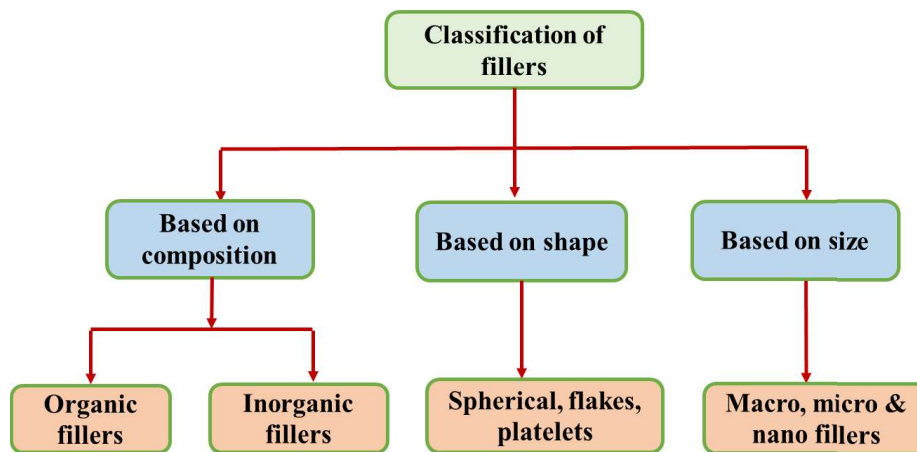 Classification of
fillers
Based on
composition
Based on shape
Based on size
Organic
fillers
Inorganic
fillers
Spherical, flakes,
platelets
Macro, micro &
nano fillers